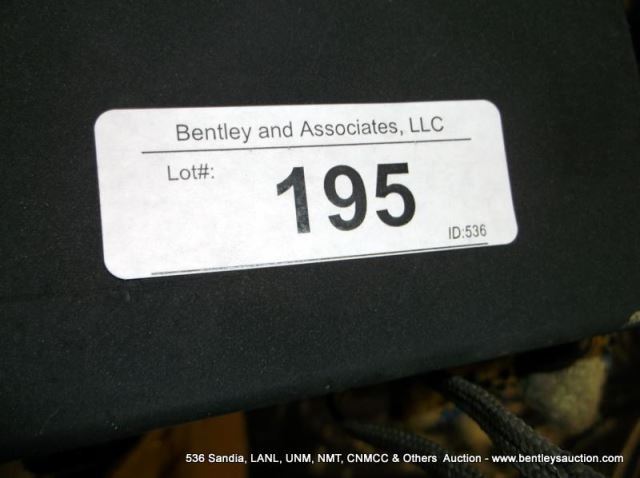 Bentley and Associates, LLC
Lot#: 195
ID:536
536 Sandia, LANL, UNM, NMT, CNMCC & Others Auction - www.bentleysauction.com